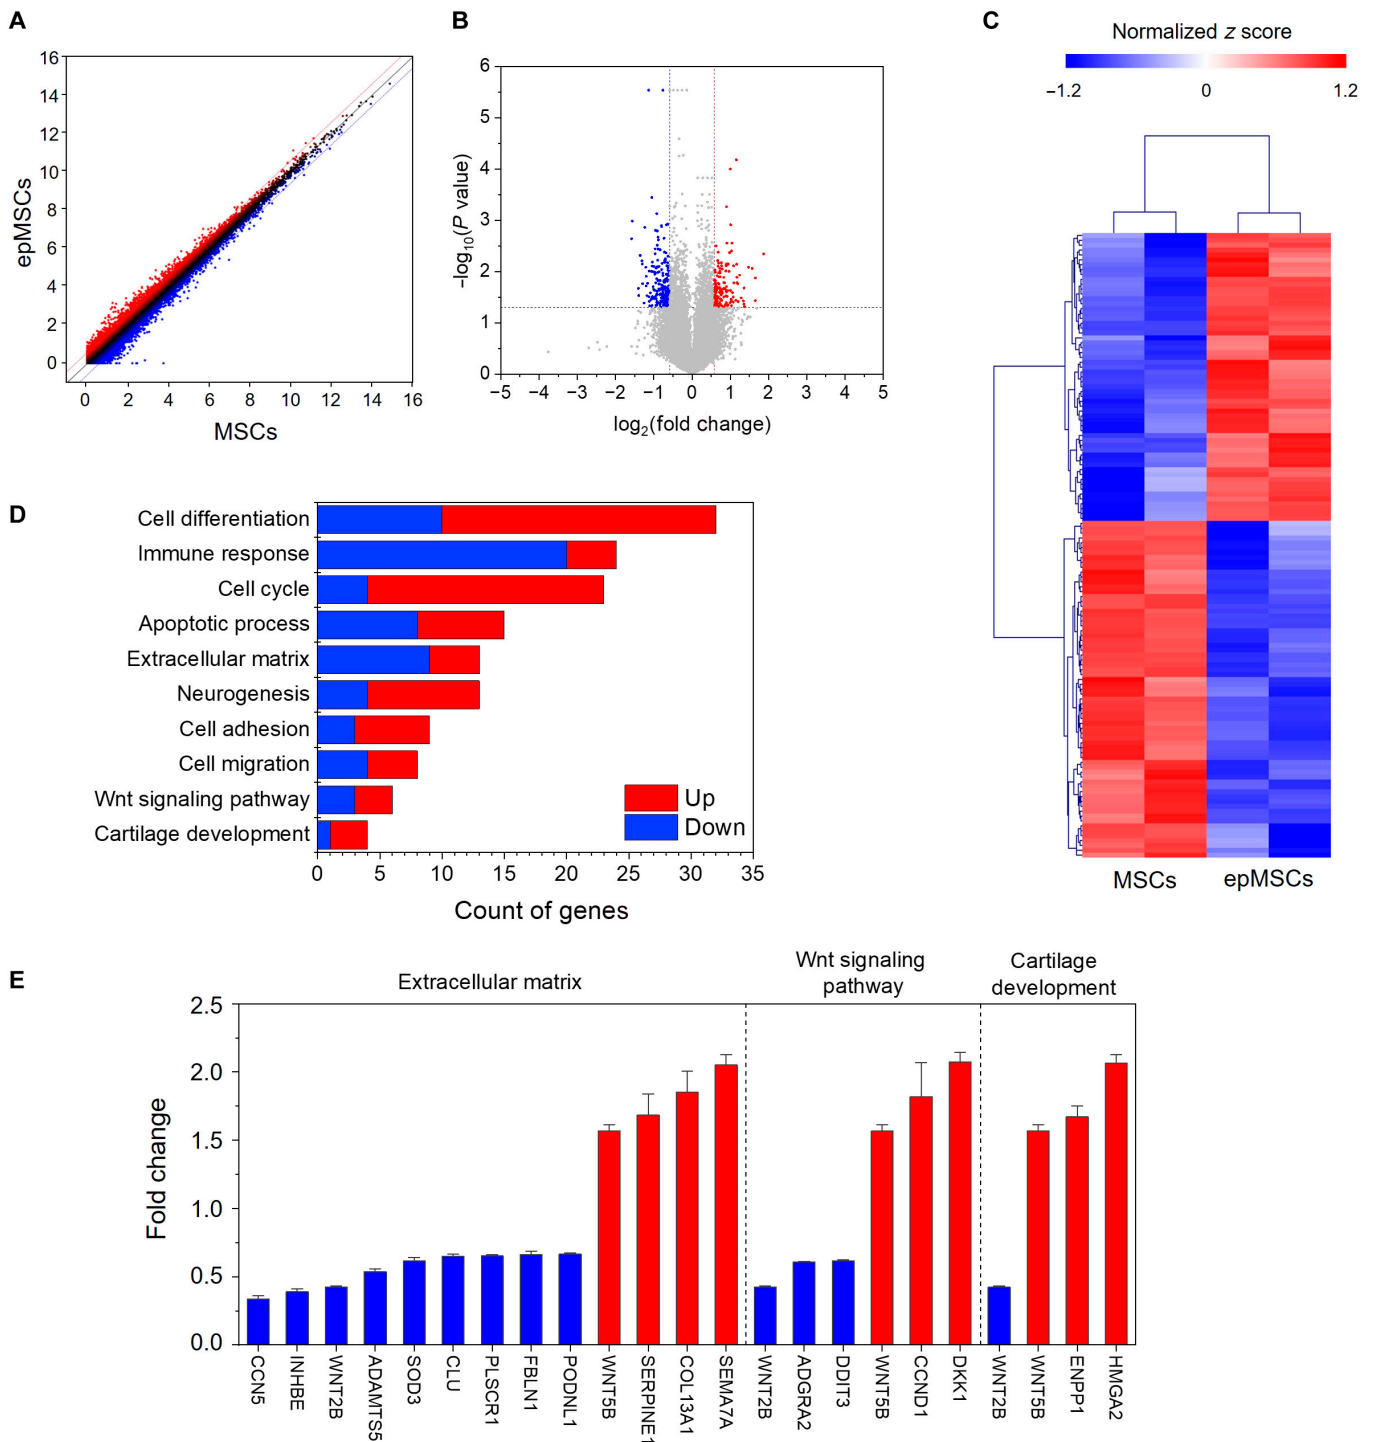 A
16
14
12
10
8
6
4
2
0
epMSCs
0 2 4 6 8 10 12 14 16
MSCs
B
6
5
4
3
2
1
0
−log10(P value)
−5 −4 −3 −2 −1 0 1 2 3 4 5
log2(fold change)
C
Normalized z score
−1.2 0 1.2
MSCs epMSCs
D
Cell differentiation
Immune response
Cell cycle
Apoptotic process
Extracellular matrix
Neurogenesis
Cell adhesion
Cell migration
Wnt signaling pathway
Cartilage development
Up
Down
0 5 10 15 20 25 30 35
Count of genes
E
Extracellular matrix
Wnt signaling
pathway
Cartilage
development
2.5
2.0
1.5
1.0
0.5
0.0
Fold change
CCN5
INHBE
WNT2B
ADAMTS5
SOD3
CLU
PLSCR1
FBLN1
PODNL1
WNT5B
SERPINE1
COL13A1
SEMA7A
WNT2B
ADGRA2
DDIT3
WNT5B
CCND1
DKK1
WNT2B
WNT5B
ENPP1
HMGA2